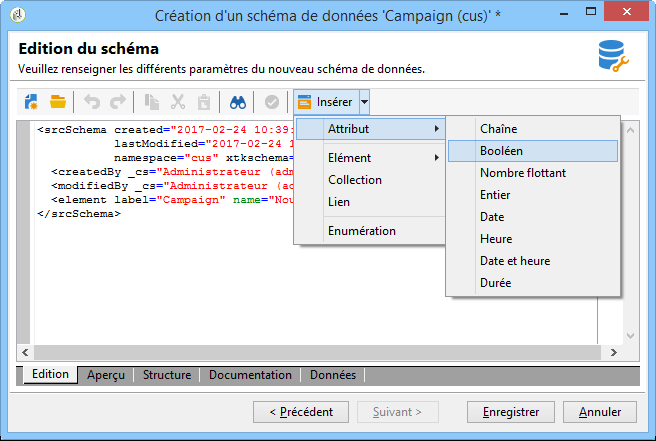 Création d'un schéma de données 'Campaign (cus)' *
Edition du schéma
Veuillez renseigner les différents paramètres du nouveau schéma de données.
Insérer
<srcSchema created="2017-02-24 10:39:
lastModified="2017-02-24 1
namespace="cus" xtkschema=
<createdBy _cs="Administrateur (adm
<modifiedBy _cs="Administrateur (ad
<element label="Campaign" name="Nou
</srcSchema>
Attribut
Elément
Collection
Lien
Enumération
Chaîne
Booléen
Nombre flottant
Entier
Date
Heure
Date et heure
Durée
Edition Aperçu Structure Documentation Données
< Précédent Suivant > Enregistrer Annuler